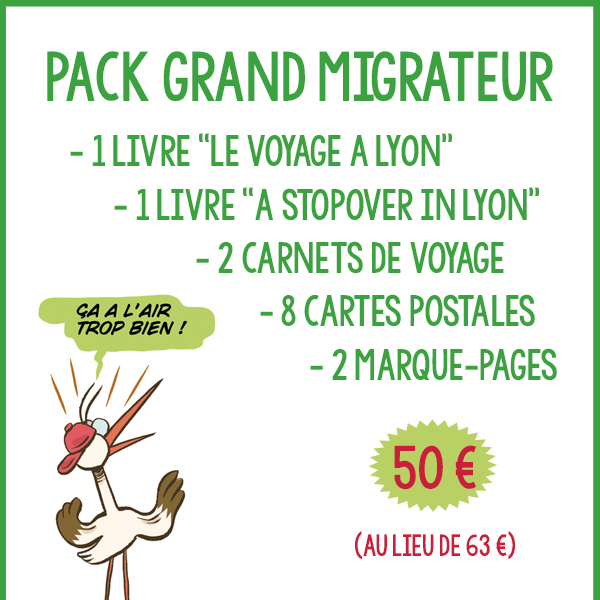 PACK GRAND MIGRATEUR
- 1 LIVRE "LE VOYAGE A LYON"
- 1 LIVRE "A STOPOVER IN LYON"
- 2 CARNETS DE VOYAGE
- 8 CARTES POSTALES
- 2 MARQUE-PAGES
ÇA A L'AIR
TROP BIEN !
50 €
(AU LIEU DE 63 €)